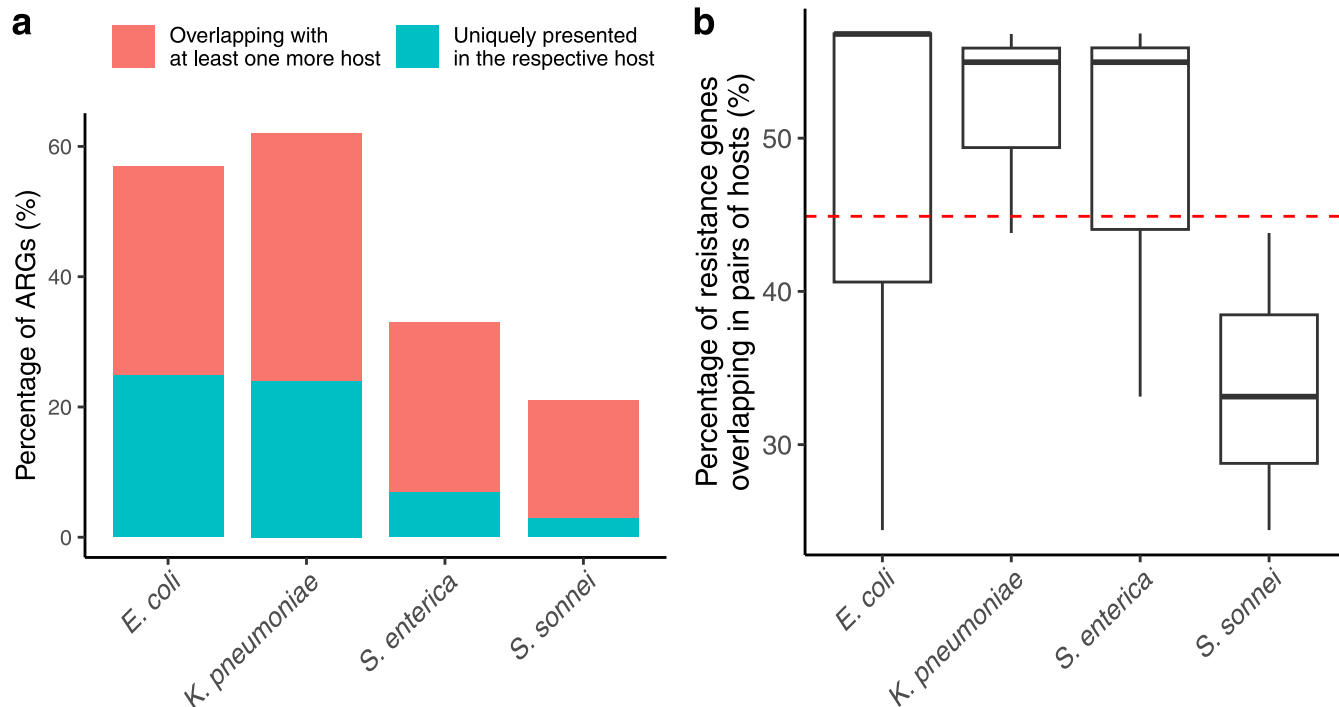 a
Overlapping with
at least one more host
Uniquely presented
in the respective host
Percentage of ARGs (%)
60
40
20
0
E. coli
K. pneumoniae
S. enterica
S. sonnei
b
Percentage of resistance genes
overlapping in pairs of hosts (%)
50
40
30
E. coli
K. pneumoniae
S. enterica
S. sonnei